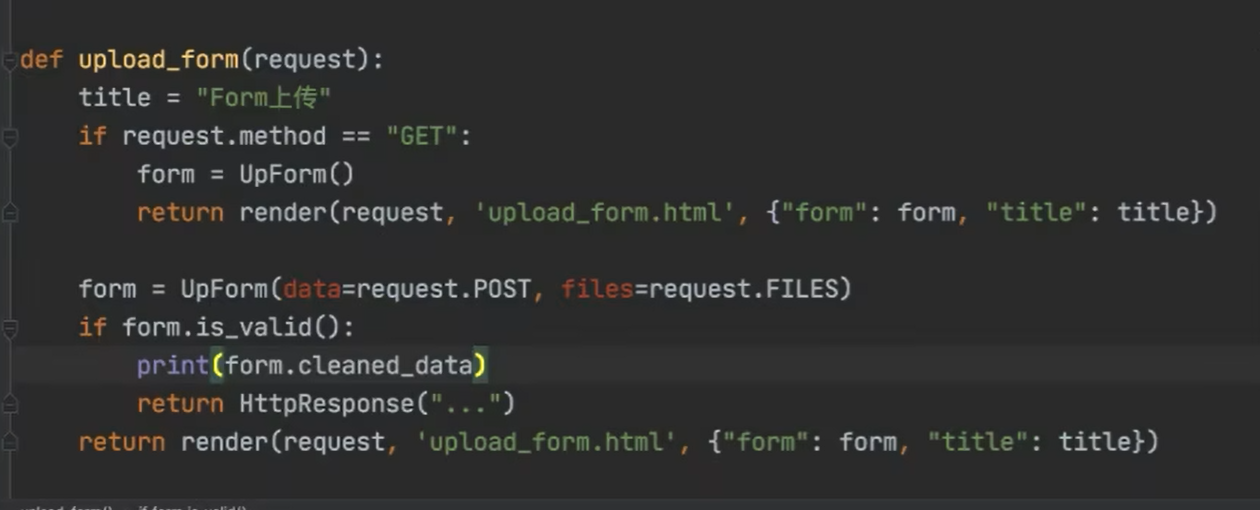 def upload_form(request):
    title = "Form上传"
    if request.method == "GET":
        form = UpForm()
        return render(request, 'upload_form.html', {"form": form, "title": title})
    form = UpForm(data=request.POST, files=request.FILES)
    if form.is_valid():
        print(form.cleaned_data)
        return HttpResponse("...")
    return render(request, 'upload_form.html', {"form": form, "title": title})
upload_form() if form.is_valid()